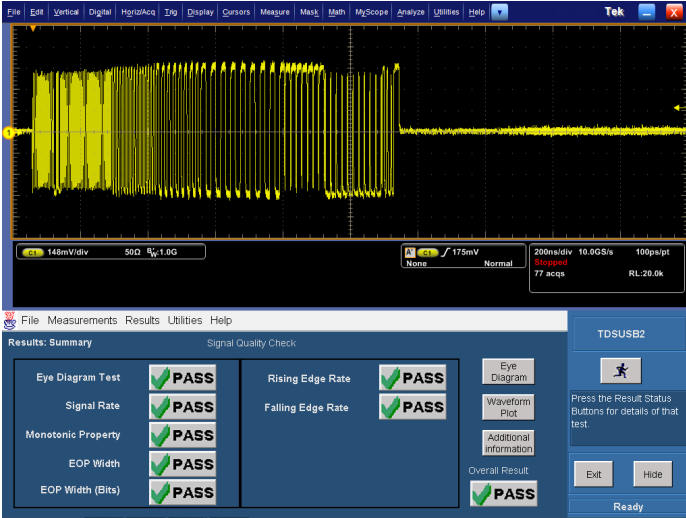 File Edit Vertical Digital Horiz/Acq Trig Display Cursors Measure Mask Math MyScope Analyze Utilities Help Tek X
1
C1 148mV/div 50Ω BW:1.0G
A' C1 175mV
None Normal
200ns/div 10.0GS/s 100ps/pt
Stopped
77 acqs RL:20.0k
File Measurements Results Utilities Help
Results: Summary Signal Quality Check
Eye Diagram Test PASS
Signal Rate PASS
Monotonic Property PASS
EOP Width PASS
EOP Width (Bits) PASS
Rising Edge Rate PASS
Falling Edge Rate PASS
Eye
Diagram
Waveform
Plot
Additional
information
Overall Result
PASS
TDSUSB2
Press the Result Status
Buttons for details of that
test.
Exit Hide
Ready